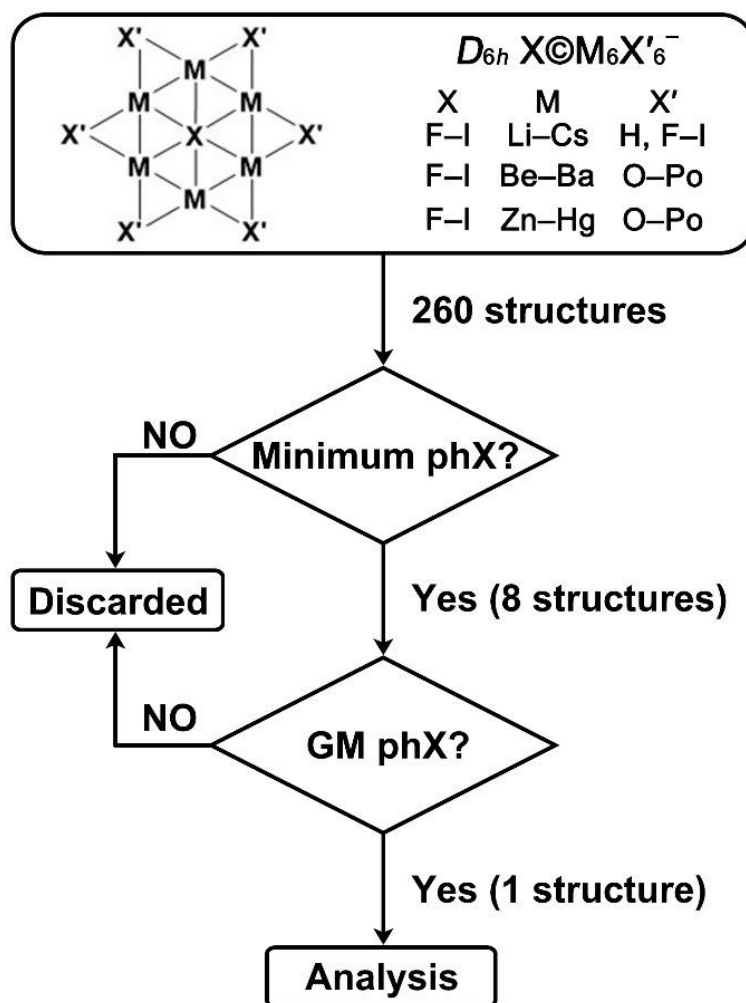 X' X' X'
M
M M
X' X X'
M M
M
X' X' X'
D6h X©M6X′6−
X M X′
F–I Li–Cs H, F–I
F–I Be–Ba O–Po
F–I Zn–Hg O–Po
260 structures
NO
Minimum phX?
Discarded
Yes (8 structures)
NO
GM phX?
Yes (1 structure)
Analysis